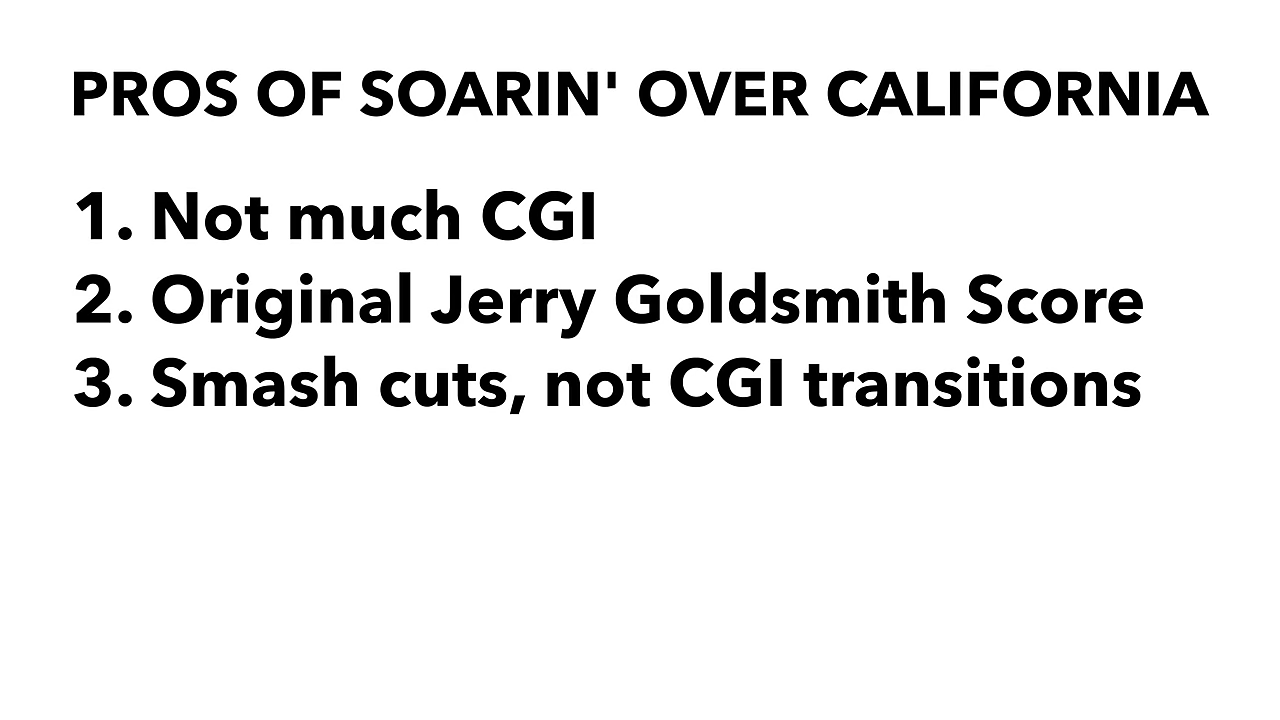 PROS OF SOARIN' OVER CALIFORNIA
1. Not much CGI
2. Original Jerry Goldsmith Score
3. Smash cuts, not CGI transitions